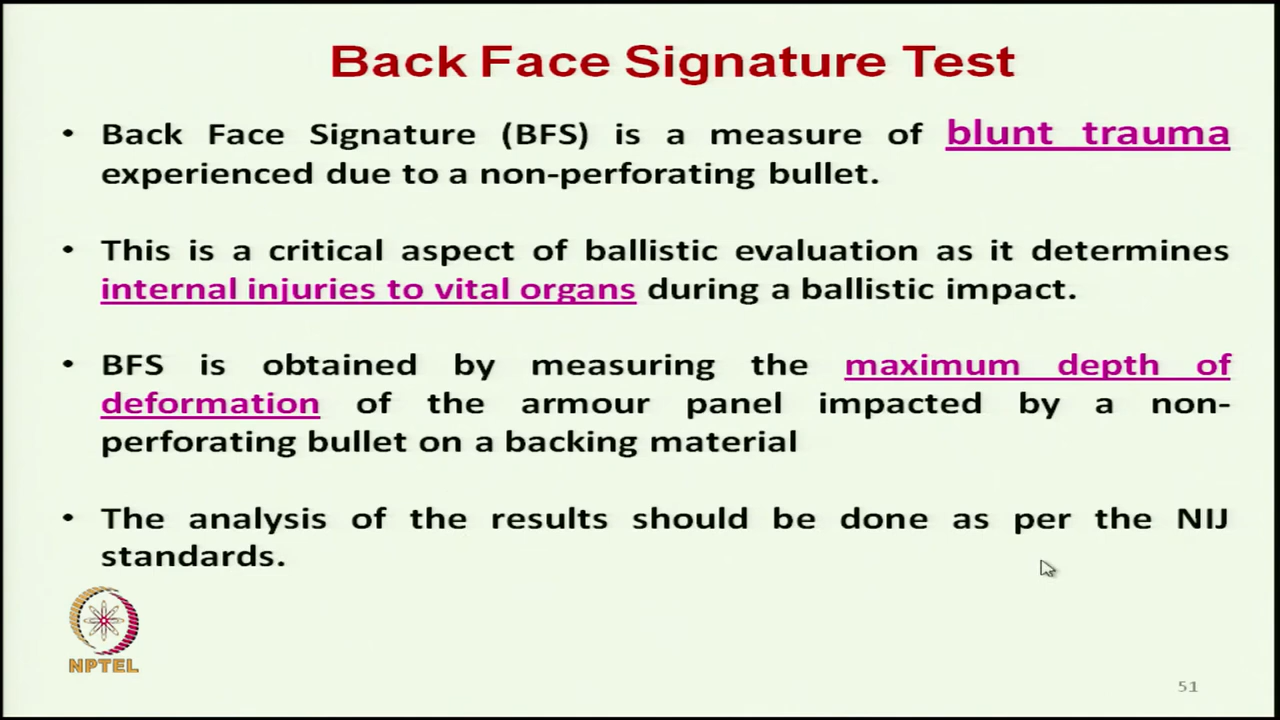 Back Face Signature Test
• Back Face Signature (BFS) is a measure of blunt trauma
experienced due to a non-perforating bullet.
• This is a critical aspect of ballistic evaluation as it determines
internal injuries to vital organs during a ballistic impact.
• BFS is obtained by measuring the maximum depth of
deformation of the armour panel impacted by a non-
perforating bullet on a backing material
• The analysis of the results should be done as per the NIJ
standards.
NPTEL
51